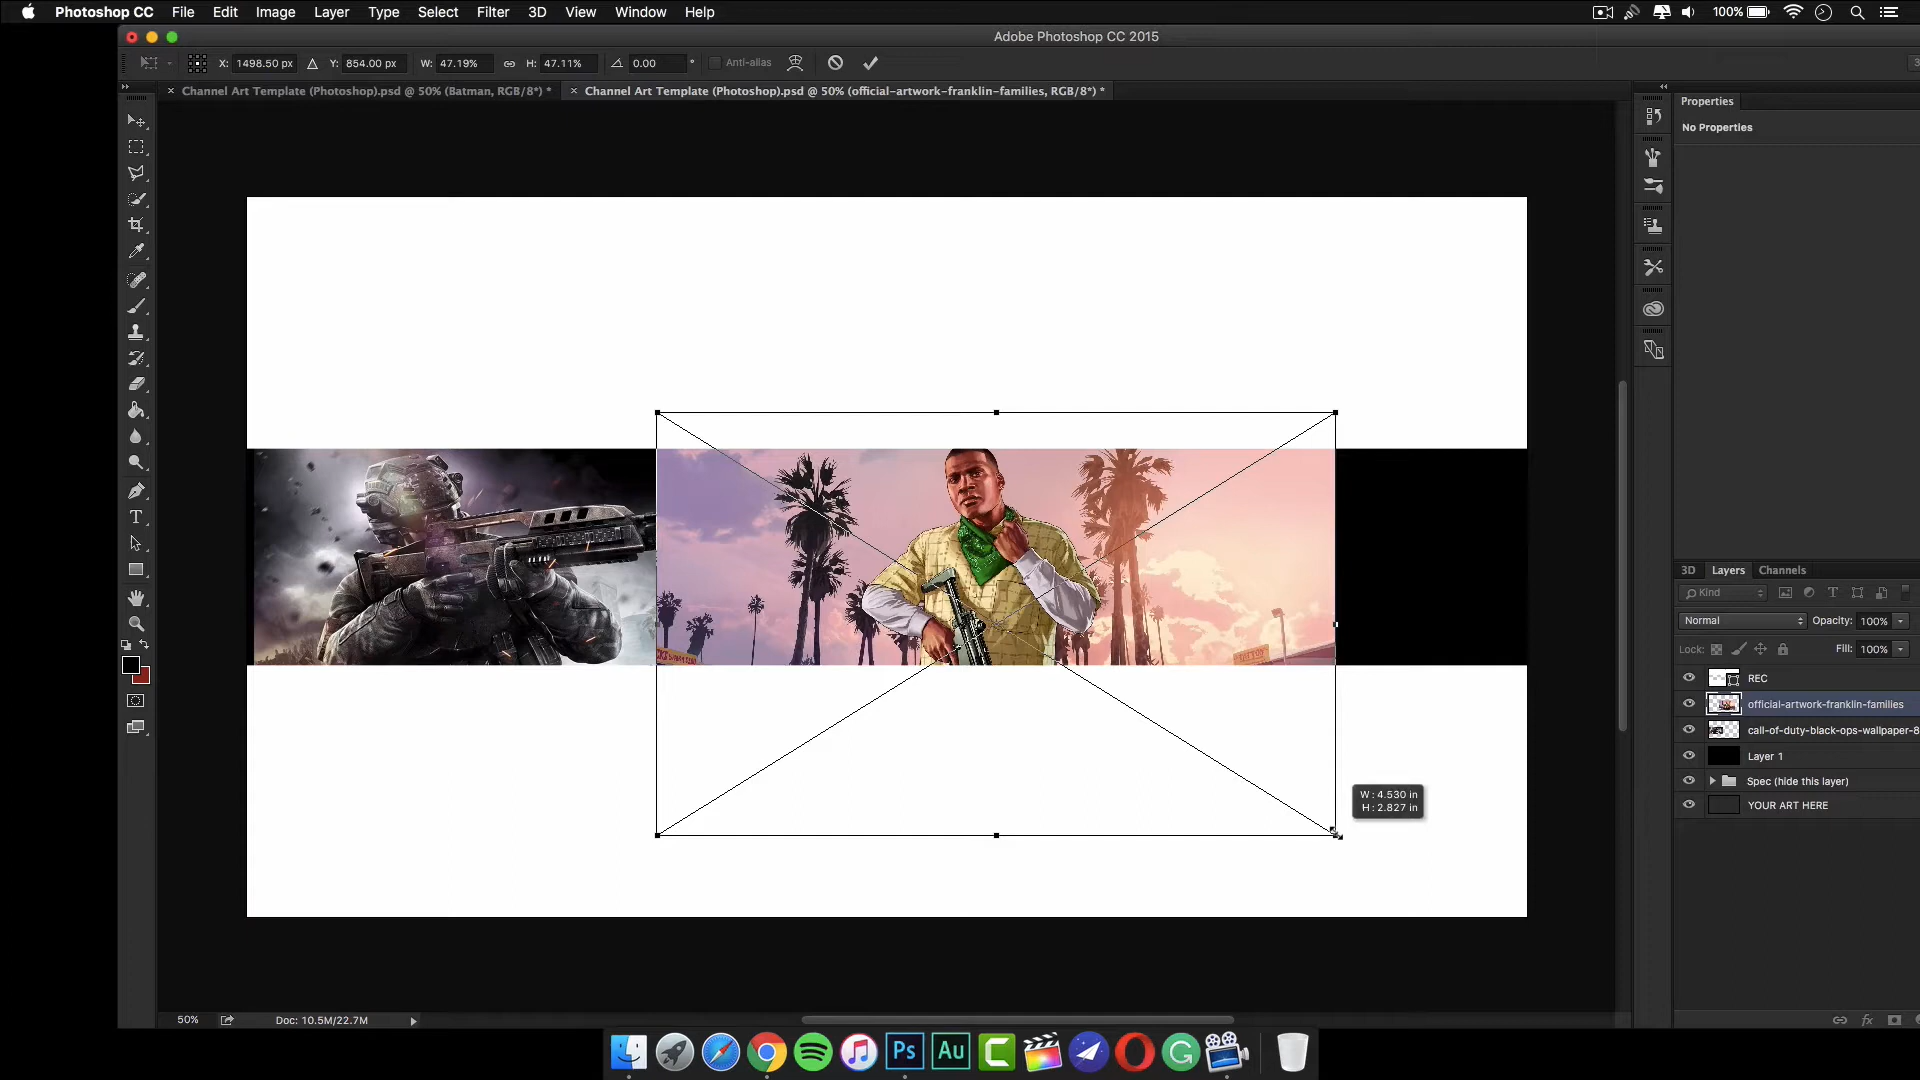 Photoshop CC File Edit Image Layer Type Select Filter 3D View Window Help 100%
Adobe Photoshop CC 2015
X: 1498.50 px Y: 854.00 px W: 47.19% H: 47.11% 0.00 ° Anti-alias
Channel Art Template (Photoshop).psd @ 50% (Batman, RGB/8*) * Channel Art Template (Photoshop).psd @ 50% (official-artwork-franklin-families, RGB/8*) *
Properties
No Properties
3D Layers Channels
Kind
Normal Opacity: 100%
Lock: Fill: 100%
REC
official-artwork-franklin-families
call-of-duty-black-ops-wallpaper-8
Layer 1
Spec (hide this layer)
YOUR ART HERE
TATTOO
W : 4.530 in
H : 2.827 in
50% Doc: 10.5M/22.7M
Ps Au